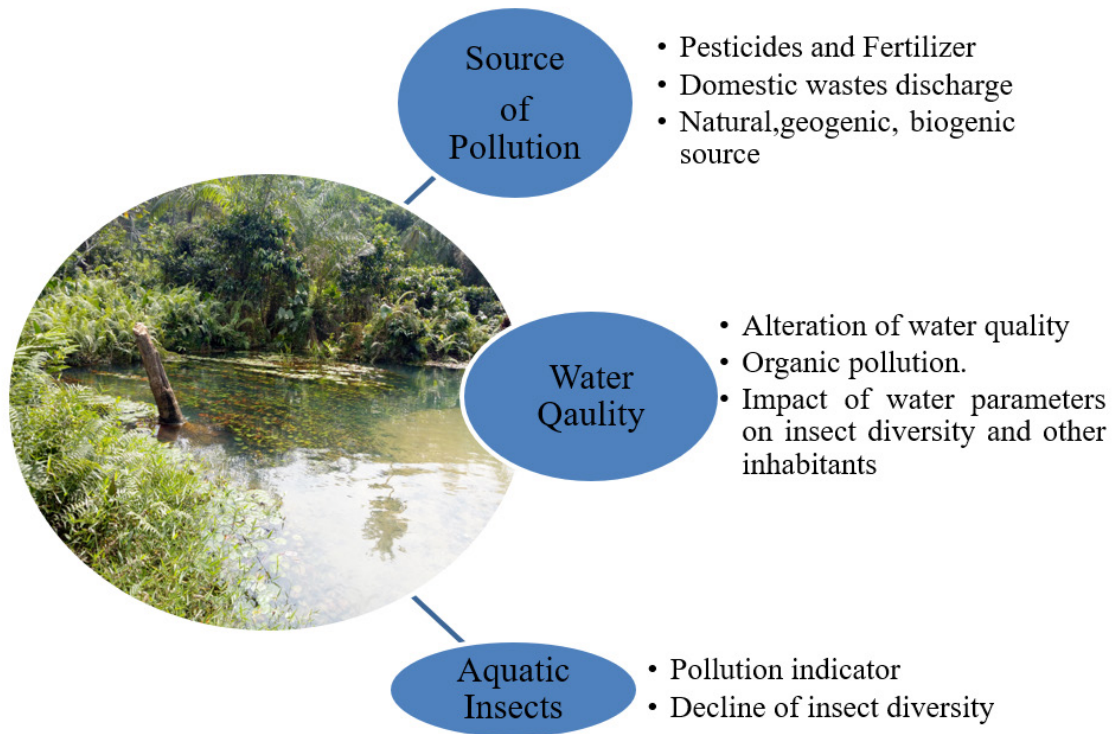 Source
of
Pollution
• Pesticides and Fertilizer
• Domestic wastes discharge
• Natural,geogenic, biogenic
source
Water
Qaulity
• Alteration of water quality
• Organic pollution.
• Impact of water parameters
on insect diversity and other
inhabitants
Aquatic
Insects
• Pollution indicator
• Decline of insect diversity